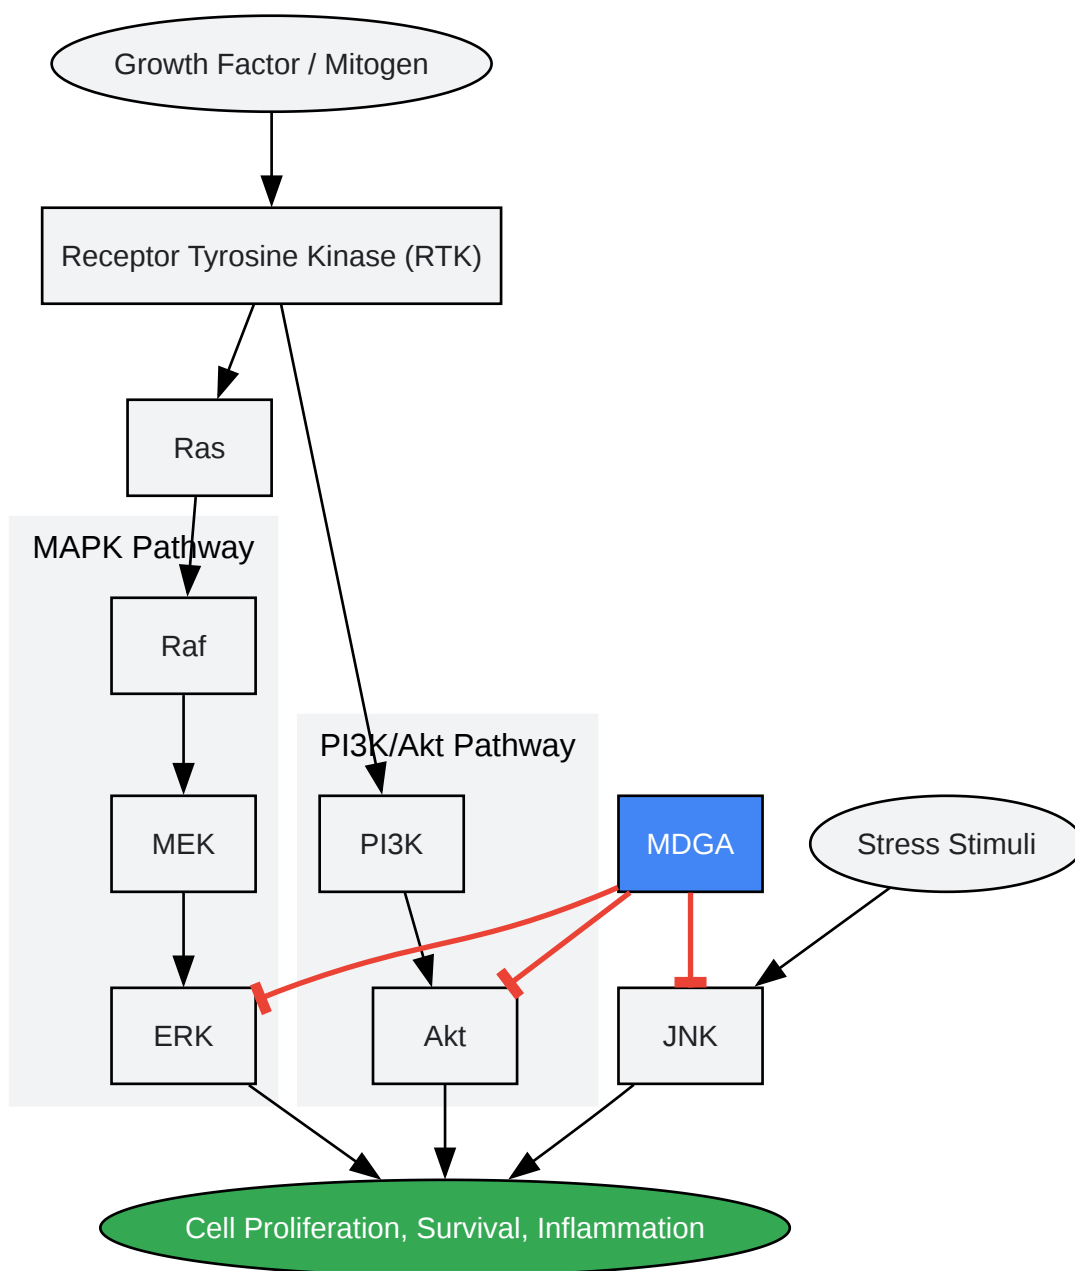 Growth Factor / Mitogen
Receptor Tyrosine Kinase (RTK)
Ras
MAPK Pathway
Raf
PI3K/Akt Pathway
MEK
PI3K
MDGA
Stress Stimuli
ERK
Akt
JNK
Cell Proliferation, Survival, Inflammation